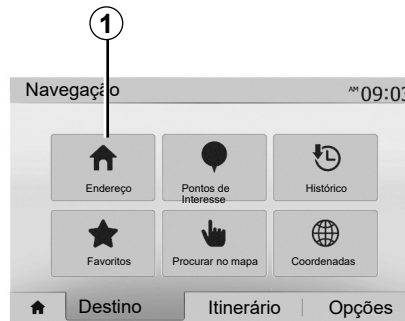 1
Navegação
AM 09:03
Endereço
Pontos de
Interesse
Histórico
Favoritos
Procurar no mapa
Coordenadas
Destino
Itinerário
Opções